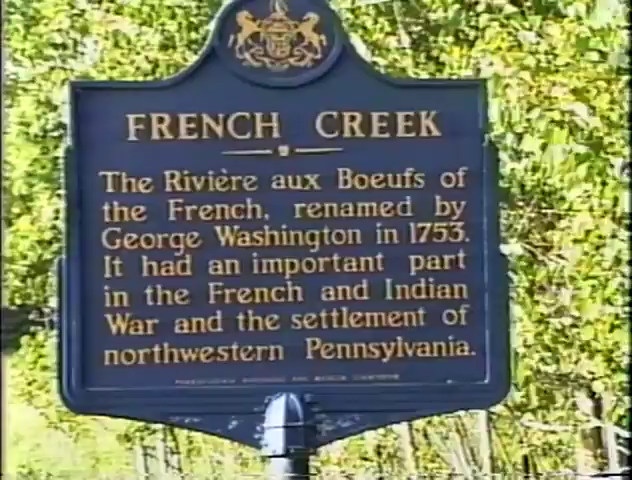 FRENCH CREEK
The Rivière aux Boeufs of
the French, renamed by
George Washington in 1753.
It had an important part
in the French and Indian
War and the settlement of
northwestern Pennsylvania.